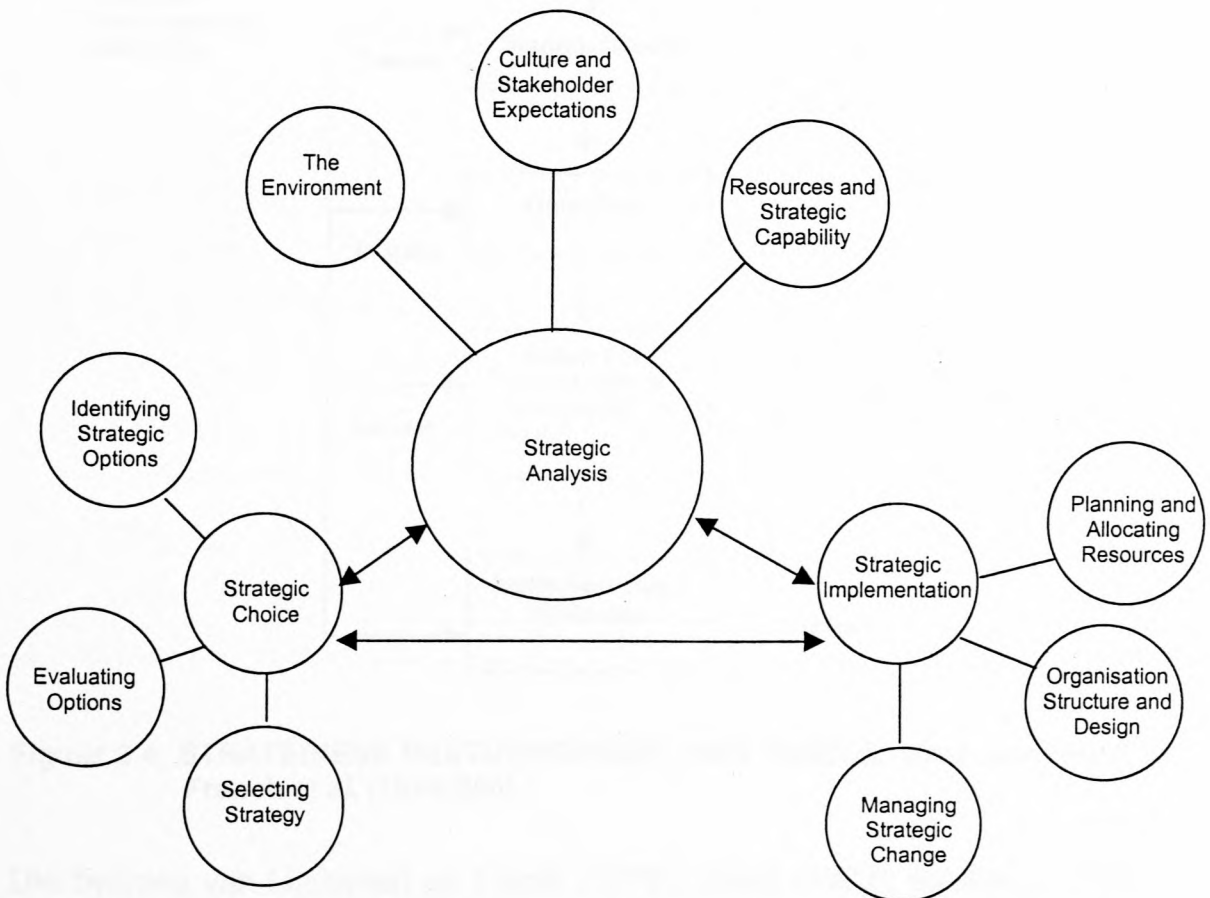 Culture and
Stakeholder
Expectations
The
Environment
Resources and
Strategic
Capability
Strategic
Analysis
Identifying
Strategic
Options
Strategic
Choice
Evaluating
Options
Selecting
Strategy
Strategic
Implementation
Planning and
Allocating
Resources
Organisation
Structure and
Design
Managing
Strategic
Change